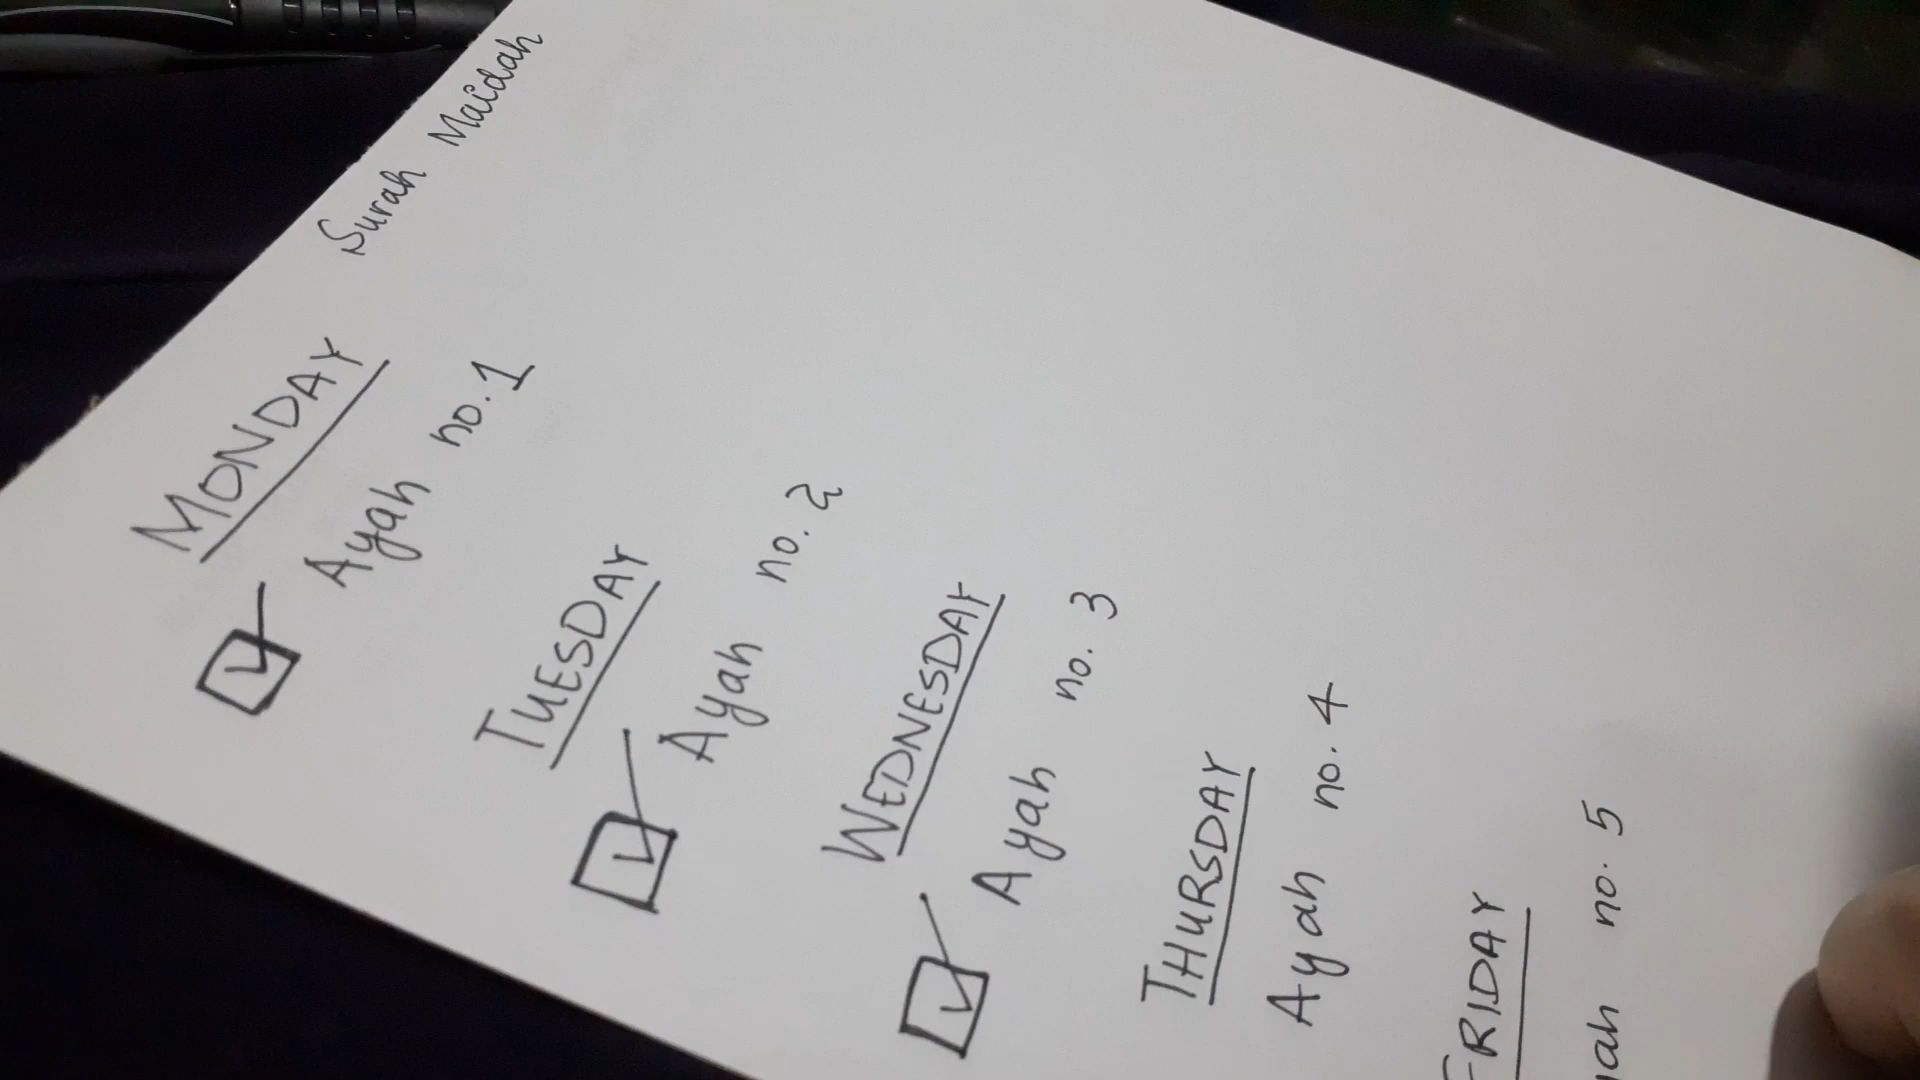 Surah Maidah
MONDAY
Ayah no. 1
TUESDAY
Ayah no. 2
WEDNESDAY
Ayah no. 3
THURSDAY
Ayah no. 4
FRIDAY
no. 5